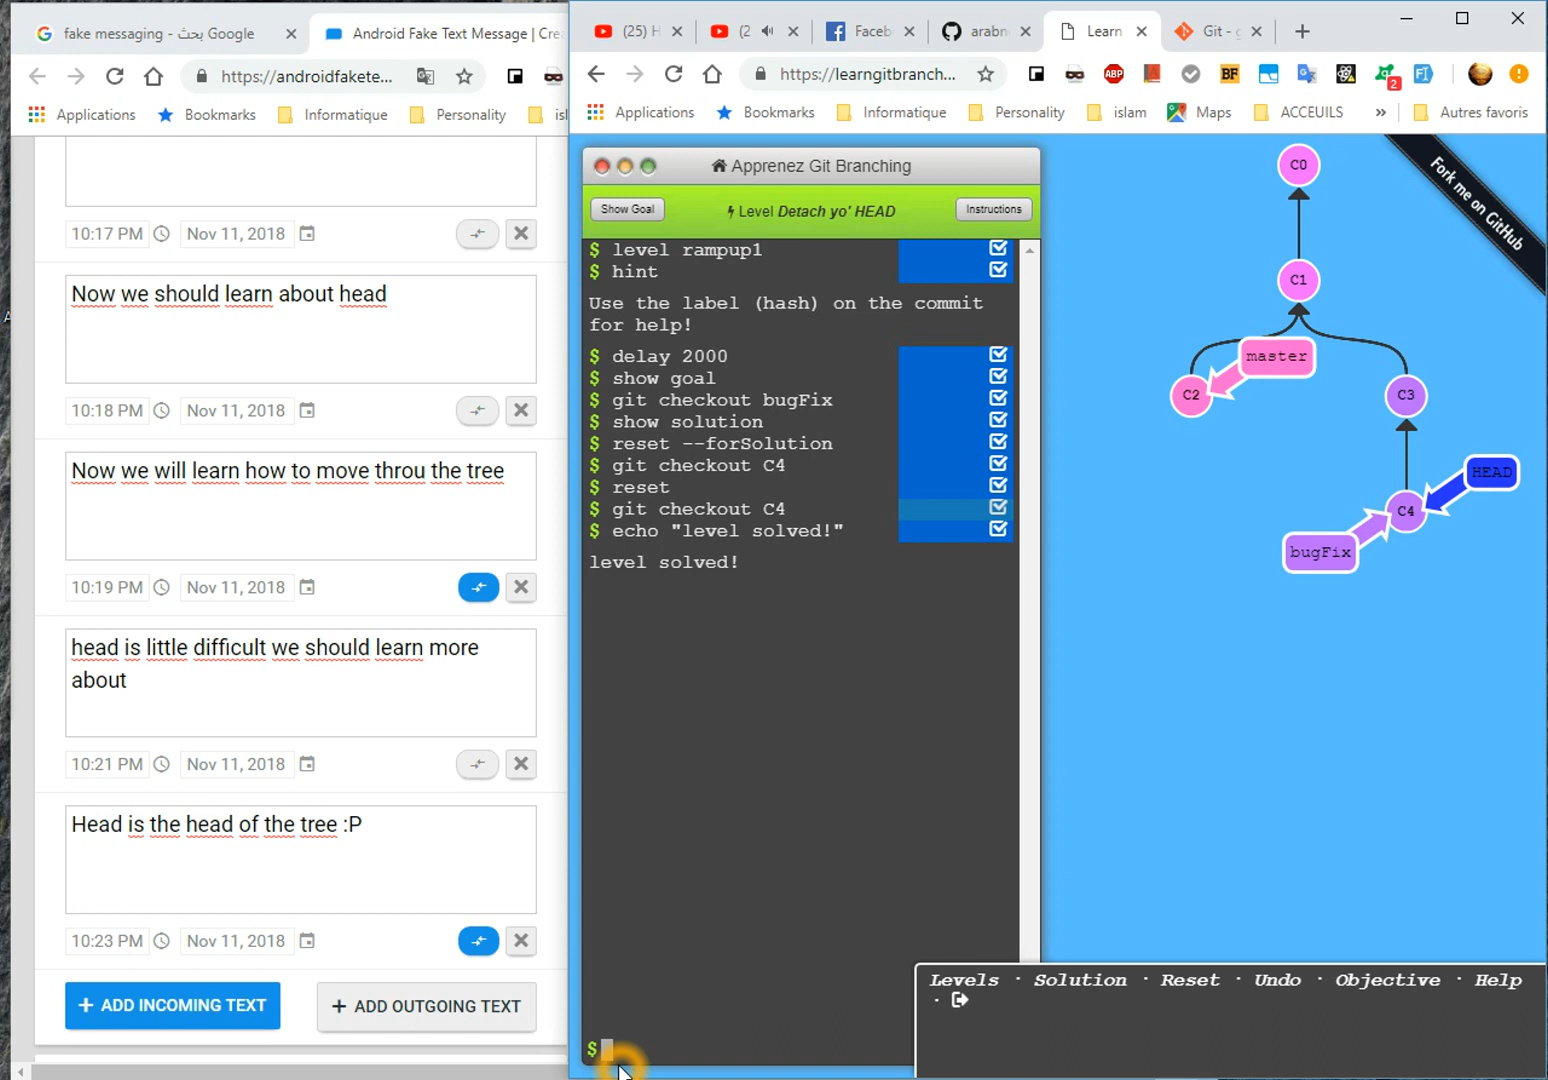 fake messaging - بحث Google
Android Fake Text Message | Cre
https://androidfakete...
Applications
Bookmarks
Informatique
Personality
isl
10:17 PM
Nov 11, 2018
Now we should learn about head
10:18 PM
Nov 11, 2018
Now we will learn how to move throu the tree
10:19 PM
Nov 11, 2018
head is little difficult we should learn more
about
10:21 PM
Nov 11, 2018
Head is the head of the tree :P
10:23 PM
Nov 11, 2018
+ ADD INCOMING TEXT
+ ADD OUTGOING TEXT
(25) H
(2
Faceb
arabn
Learn
Git - g
https://learngitbranch...
ABP
BF
2
Applications
Bookmarks
Informatique
Personality
islam
Maps
ACCEUILS
»
Autres favoris
Apprenez Git Branching
Show Goal
Level Detach yo' HEAD
Instructions
$ level rampup1
$ hint
Use the label (hash) on the commit
for help!
$ delay 2000
$ show goal
$ git checkout bugFix
$ show solution
$ reset --forSolution
$ git checkout C4
$ reset
$ git checkout C4
$ echo "level solved!"
level solved!
$
C0
C1
master
C2
C3
HEAD
C4
bugFix
Fork me on GitHub
Levels · Solution · Reset · Undo · Objective · Help
·